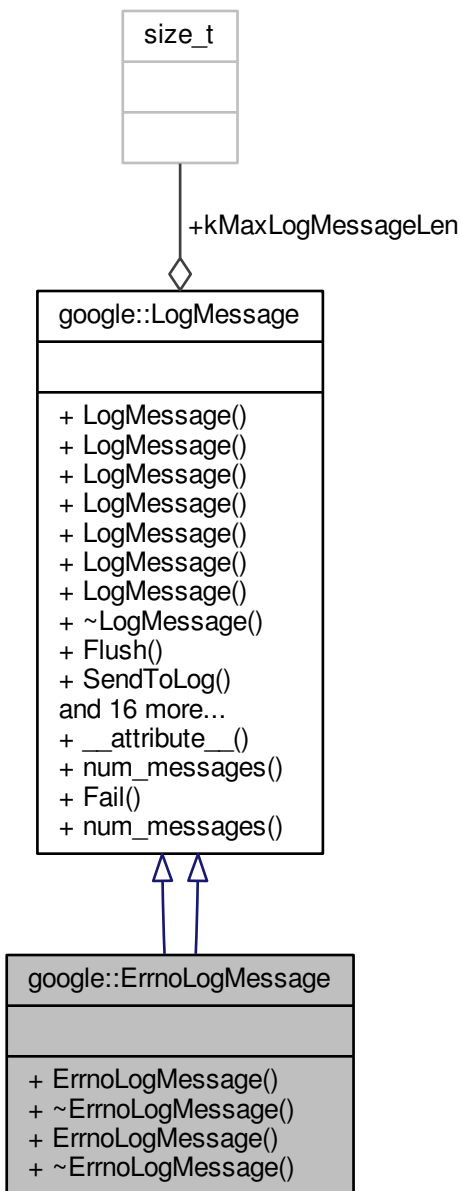 size_t
+kMaxLogMessageLen
google::LogMessage
+ LogMessage()
+ LogMessage()
+ LogMessage()
+ LogMessage()
+ LogMessage()
+ LogMessage()
+ LogMessage()
+ ~LogMessage()
+ Flush()
+ SendToLog()
and 16 more...
+ __attribute__()
+ num_messages()
+ Fail()
+ num_messages()
google::ErrnoLogMessage
+ ErrnoLogMessage()
+ ~ErrnoLogMessage()
+ ErrnoLogMessage()
+ ~ErrnoLogMessage()